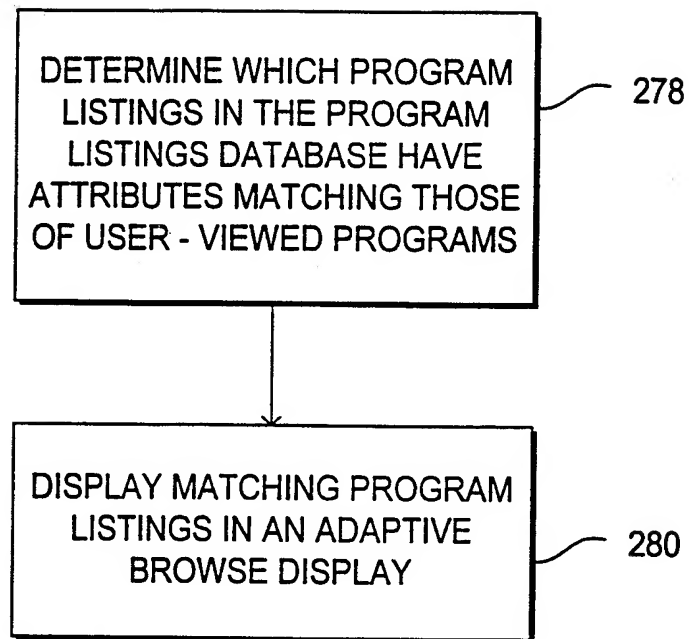 DETERMINE WHICH PROGRAM
LISTINGS IN THE PROGRAM
LISTINGS DATABASE HAVE
ATTRIBUTES MATCHING THOSE
OF USER - VIEWED PROGRAMS
278
DISPLAY MATCHING PROGRAM
LISTINGS IN AN ADAPTIVE
BROWSE DISPLAY
280